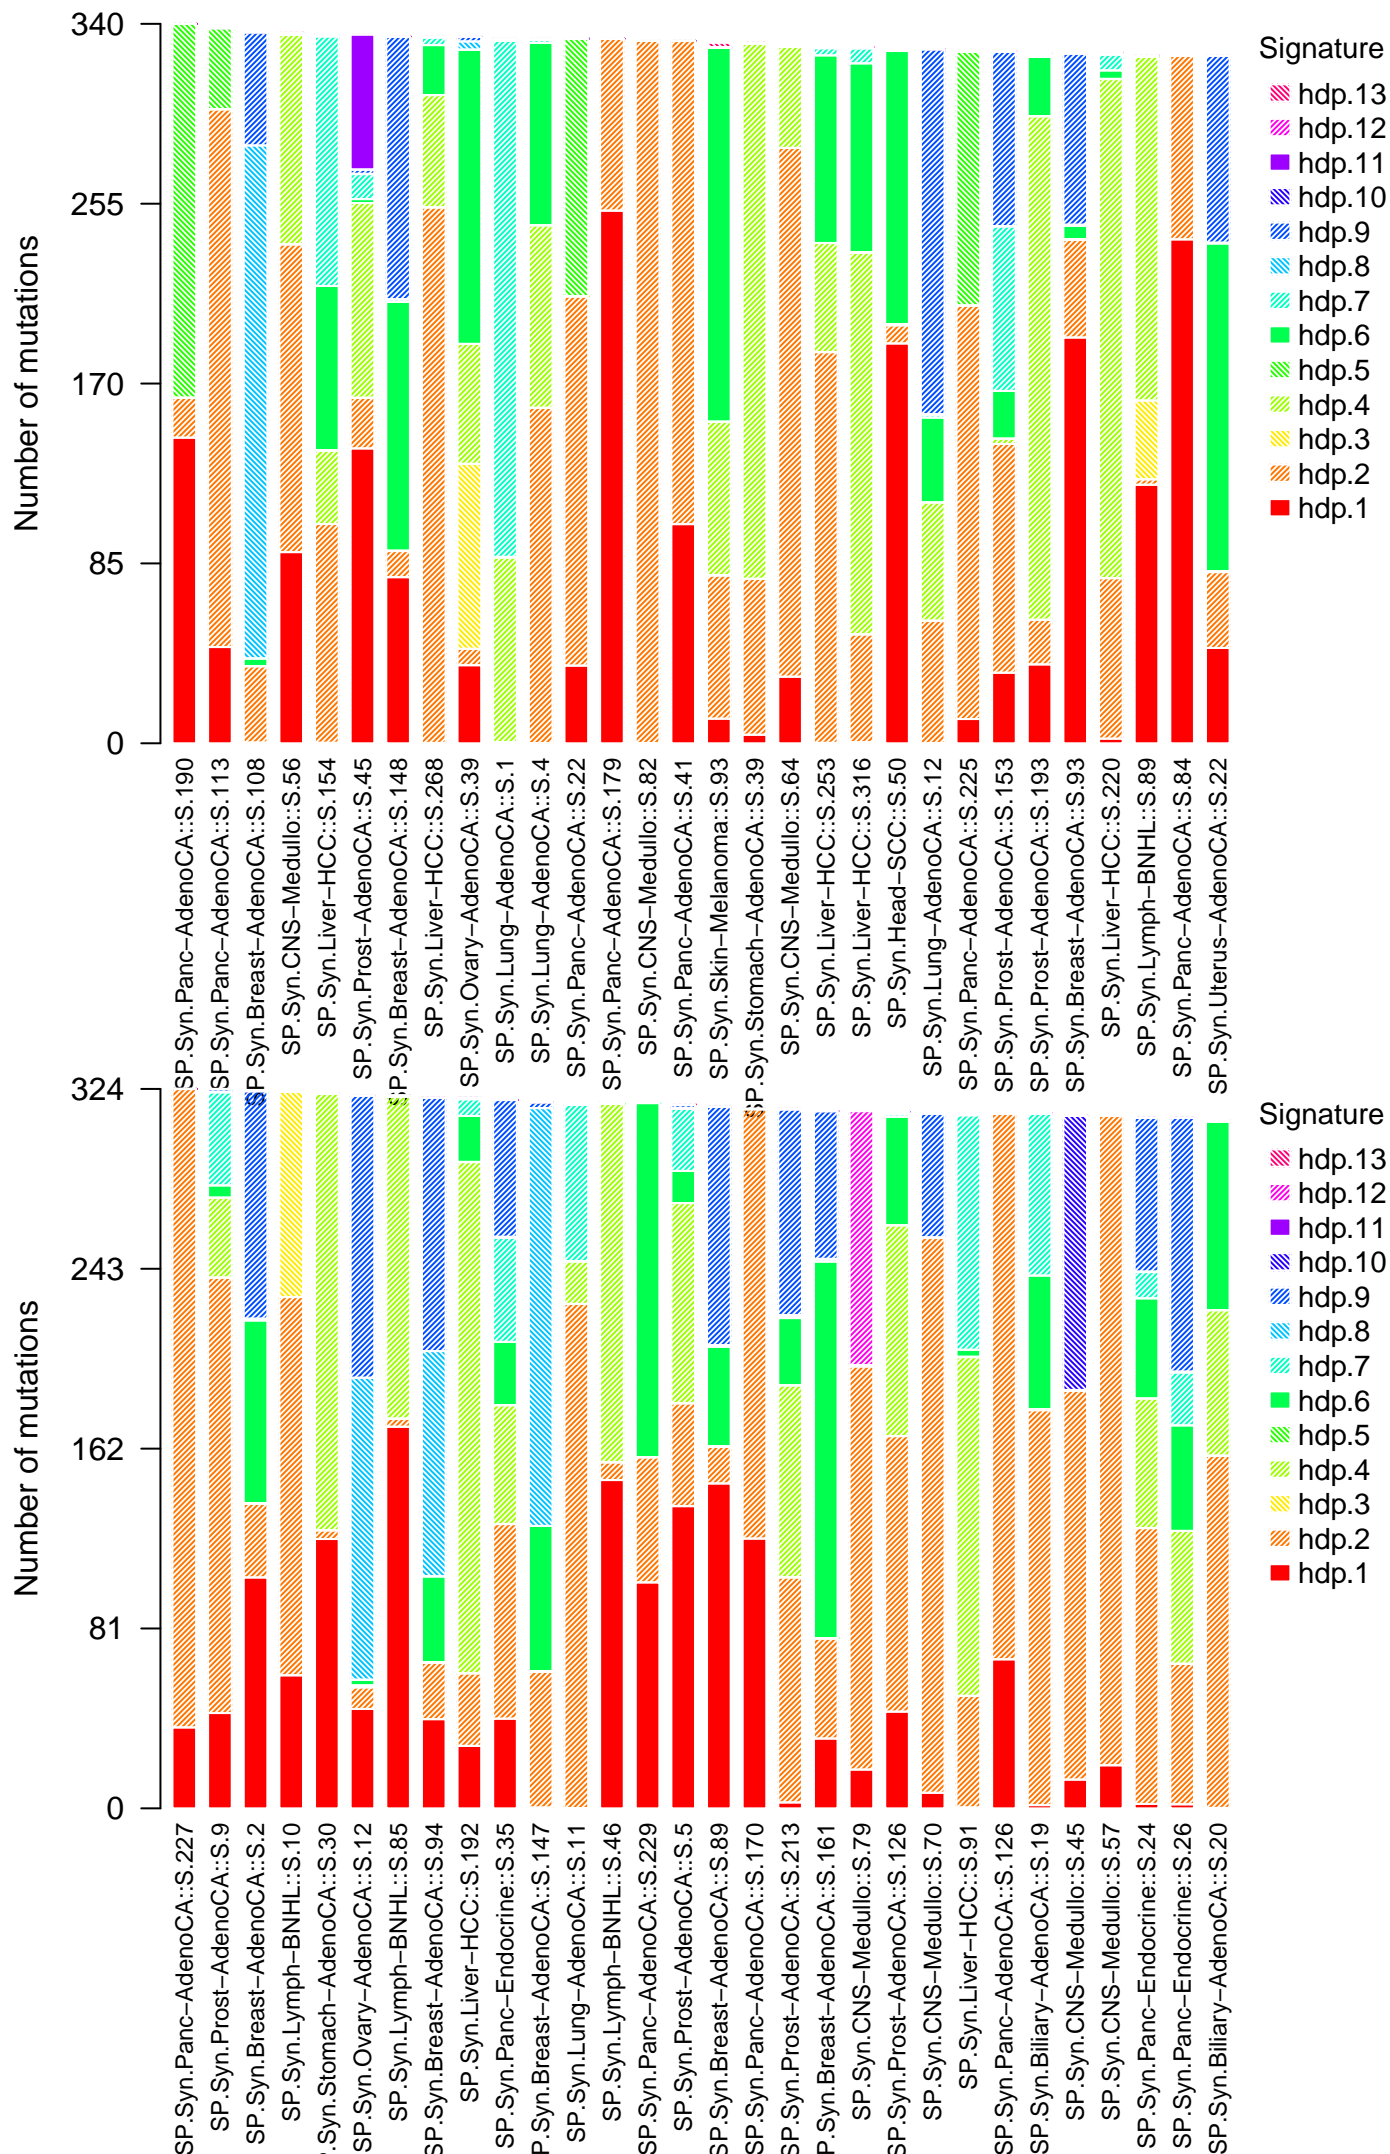 Number of mutations
340
255
170
85
0
Signature
hdp.13
hdp.12
hdp.11
hdp.10
hdp.9
hdp.8
hdp.7
hdp.6
hdp.5
hdp.4
hdp.3
hdp.2
hdp.1
SP.Syn.Panc−AdenoCA::S.190
SP.Syn.Panc−AdenoCA::S.113
SP.Syn.Breast−AdenoCA::S.108
SP.Syn.CNS−Medullo::S.56
SP.Syn.Liver−HCC::S.154
SP.Syn.Prost−AdenoCA::S.45
SP.Syn.Breast−AdenoCA::S.148
SP.Syn.Liver−HCC::S.268
SP.Syn.Ovary−AdenoCA::S.39
SP.Syn.Lung−AdenoCA::S.1
SP.Syn.Lung−AdenoCA::S.4
SP.Syn.Panc−AdenoCA::S.22
SP.Syn.Panc−AdenoCA::S.179
SP.Syn.CNS−Medullo::S.82
SP.Syn.Panc−AdenoCA::S.41
SP.Syn.Skin−Melanoma::S.93
SP.Syn.Stomach−AdenoCA::S.39
SP.Syn.CNS−Medullo::S.64
SP.Syn.Liver−HCC::S.253
SP.Syn.Liver−HCC::S.316
SP.Syn.Head−SCC::S.50
SP.Syn.Lung−AdenoCA::S.12
SP.Syn.Panc−AdenoCA::S.225
SP.Syn.Prost−AdenoCA::S.153
SP.Syn.Prost−AdenoCA::S.193
SP.Syn.Breast−AdenoCA::S.93
SP.Syn.Liver−HCC::S.220
SP.Syn.Lymph−BNHL::S.89
SP.Syn.Panc−AdenoCA::S.84
SP.Syn.Uterus−AdenoCA::S.22
Number of mutations
324
243
162
81
0
Signature
hdp.13
hdp.12
hdp.11
hdp.10
hdp.9
hdp.8
hdp.7
hdp.6
hdp.5
hdp.4
hdp.3
hdp.2
hdp.1
SP.Syn.Panc−AdenoCA::S.227
SP.Syn.Prost−AdenoCA::S.9
SP.Syn.Breast−AdenoCA::S.2
SP.Syn.Lymph−BNHL::S.10
SP.Syn.Stomach−AdenoCA::S.30
SP.Syn.Ovary−AdenoCA::S.12
SP.Syn.Lymph−BNHL::S.85
SP.Syn.Breast−AdenoCA::S.94
SP.Syn.Liver−HCC::S.192
SP.Syn.Panc−Endocrine::S.35
P.Syn.Breast−AdenoCA::S.147
SP.Syn.Lung−AdenoCA::S.11
SP.Syn.Lymph−BNHL::S.46
SP.Syn.Panc−AdenoCA::S.229
SP.Syn.Prost−AdenoCA::S.5
SP.Syn.Breast−AdenoCA::S.89
SP.Syn.Panc−AdenoCA::S.170
SP.Syn.Prost−AdenoCA::S.213
P.Syn.Breast−AdenoCA::S.161
SP.Syn.CNS−Medullo::S.79
SP.Syn.Prost−AdenoCA::S.126
SP.Syn.CNS−Medullo::S.70
SP.Syn.Liver−HCC::S.91
SP.Syn.Panc−AdenoCA::S.126
SP.Syn.Biliary−AdenoCA::S.19
SP.Syn.CNS−Medullo::S.45
SP.Syn.CNS−Medullo::S.57
SP.Syn.Panc−Endocrine::S.24
SP.Syn.Panc−Endocrine::S.26
SP.Syn.Biliary−AdenoCA::S.20